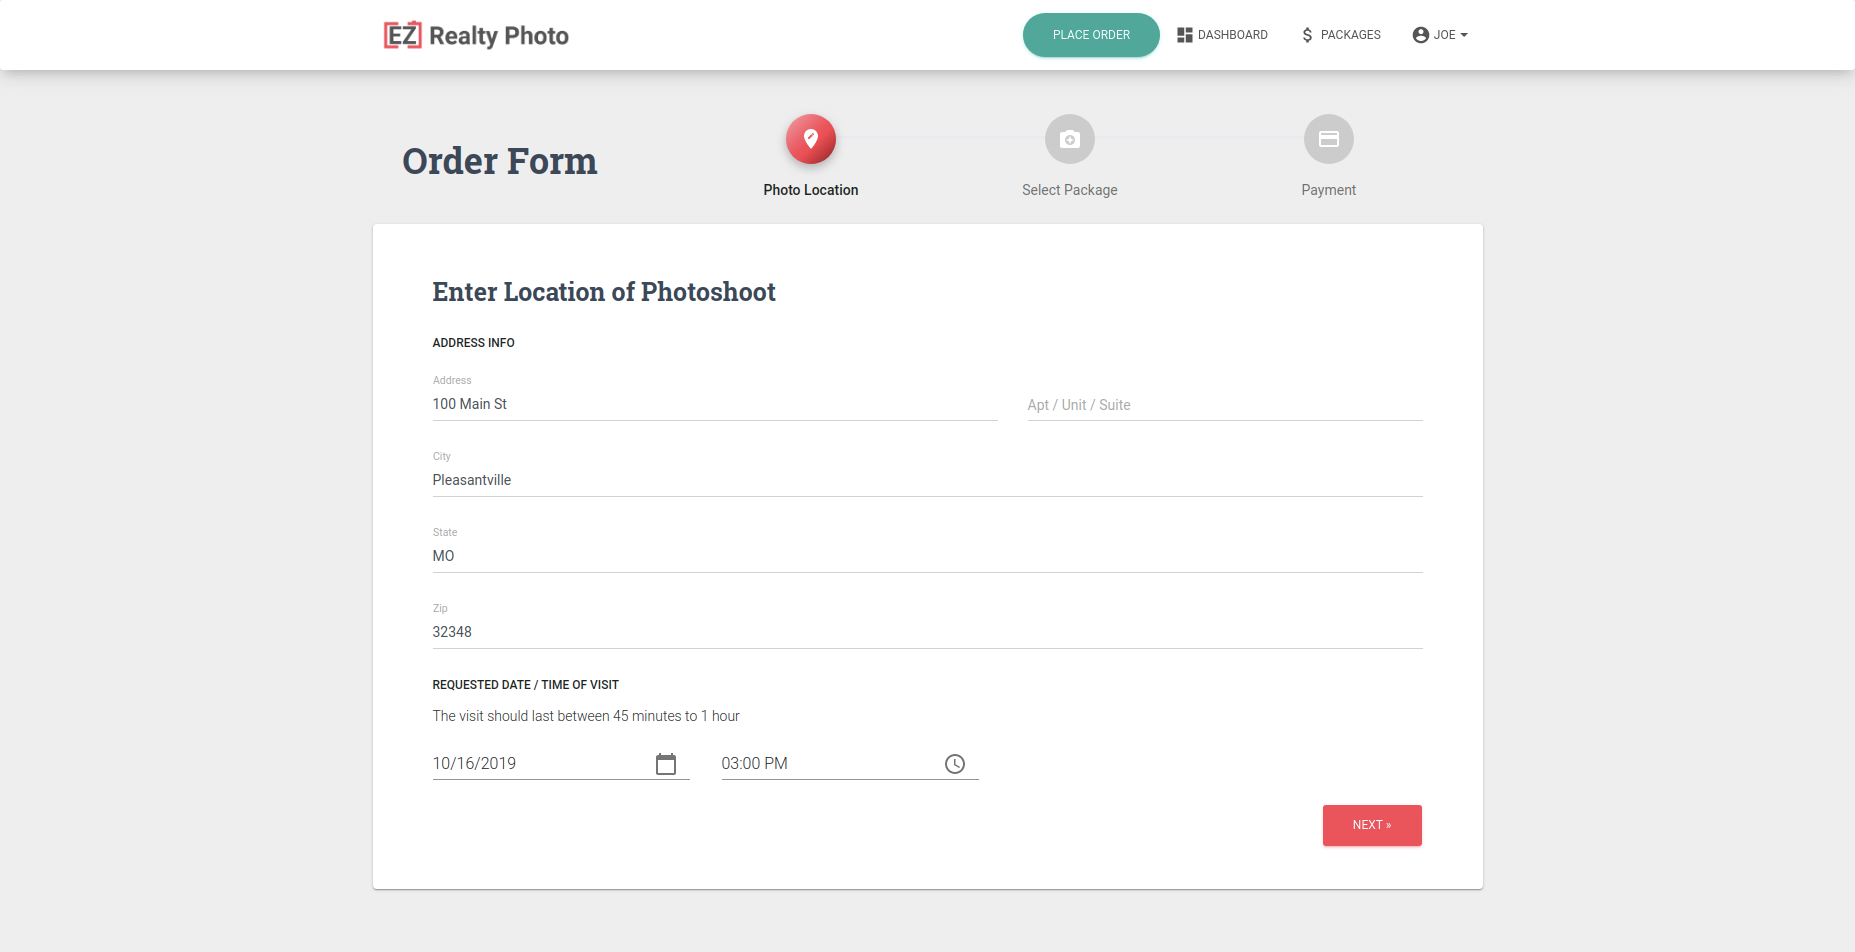 EZ Realty Photo
PLACE ORDER
DASHBOARD
PACKAGES
JOE
Order Form
Photo Location
Select Package
Payment
Enter Location of Photoshoot
ADDRESS INFO
Address
100 Main St
Apt / Unit / Suite
City
Pleasantville
State
MO
Zip
32348
REQUESTED DATE / TIME OF VISIT
The visit should last between 45 minutes to 1 hour
10/16/2019
03:00 PM
NEXT »